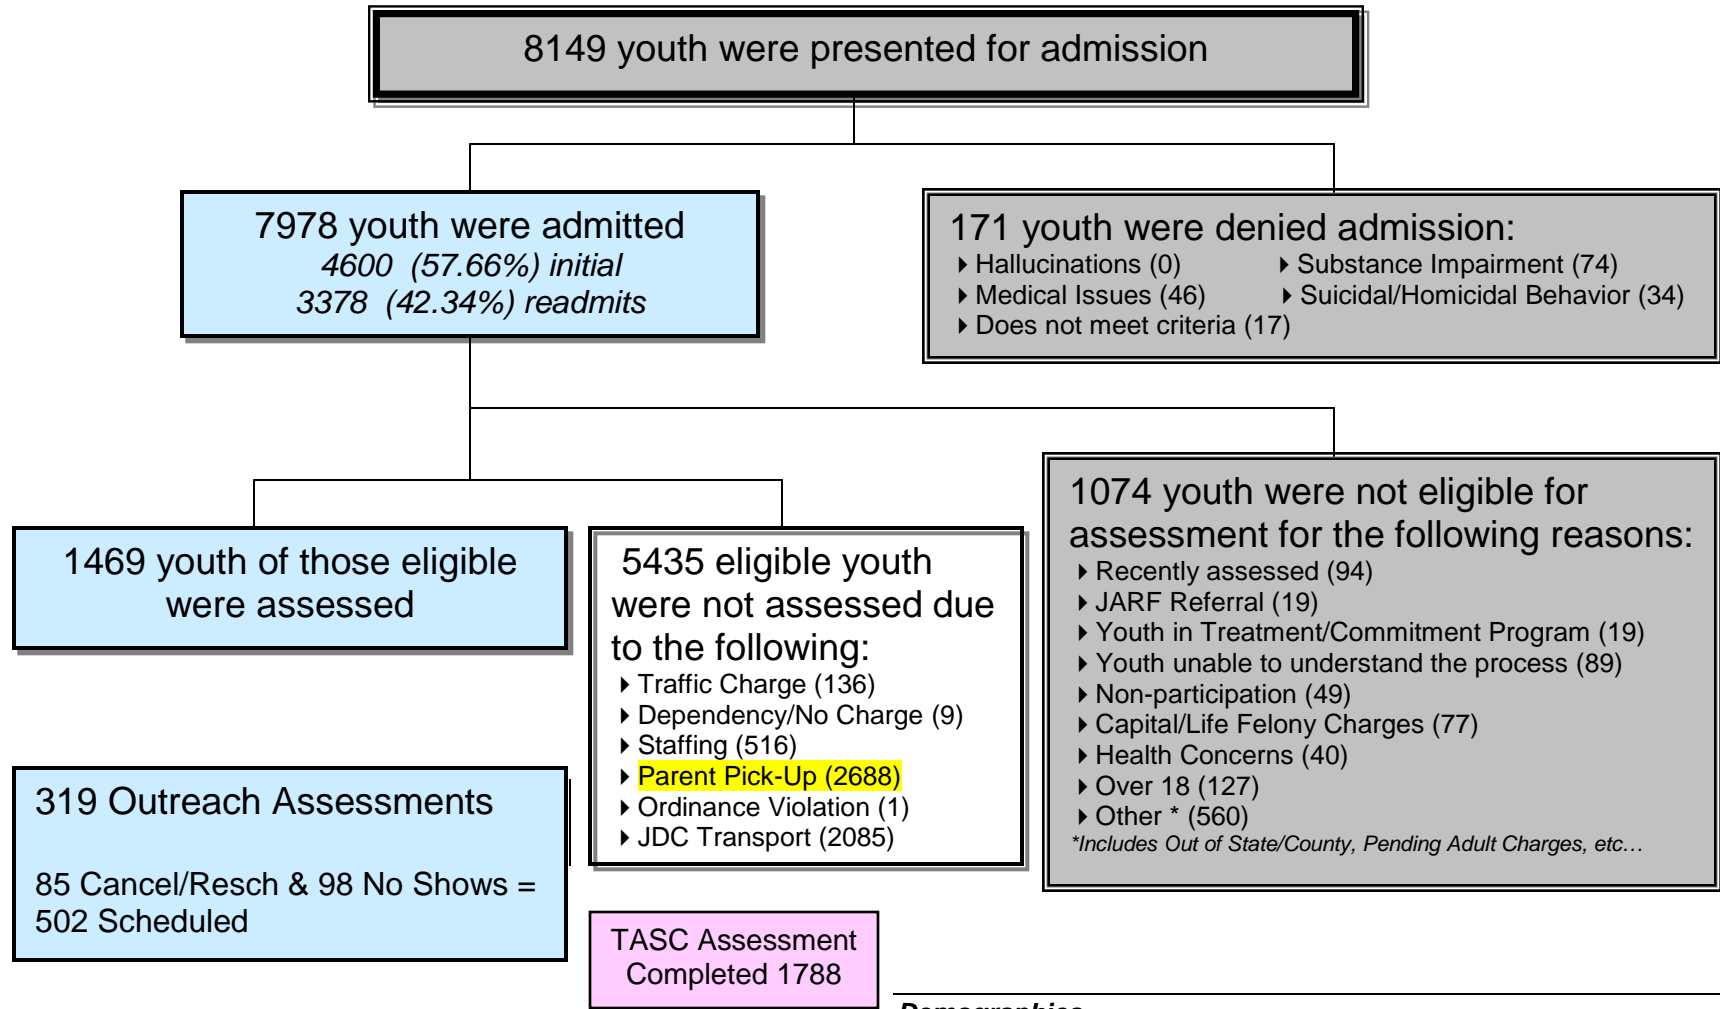 8149 youth were presented for admission
7978 youth were admitted
4600 (57.66%) initial
3378 (42.34%) readmits
171 youth were denied admission:
Hallucinations (0) Substance Impairment (74)
Medical Issues (46) Suicidal/Homicidal Behavior (34)
Does not meet criteria (17)
1469 youth of those eligible
were assessed
5435 eligible youth
were not assessed due
to the following:
Traffic Charge (136)
Dependency/No Charge (9)
Staffing (516)
Parent Pick-Up (2688)
Ordinance Violation (1)
JDC Transport (2085)
1074 youth were not eligible for
assessment for the following reasons:
Recently assessed (94)
JARF Referral (19)
Youth in Treatment/Commitment Program (19)
Youth unable to understand the process (89)
Non-participation (49)
Capital/Life Felony Charges (77)
Health Concerns (40)
Over 18 (127)
Other * (560)
*Includes Out of State/County, Pending Adult Charges, etc…
319 Outreach Assessments
85 Cancel/Resch & 98 No Shows =
502 Scheduled
TASC Assessment
Completed 1788
Demographics